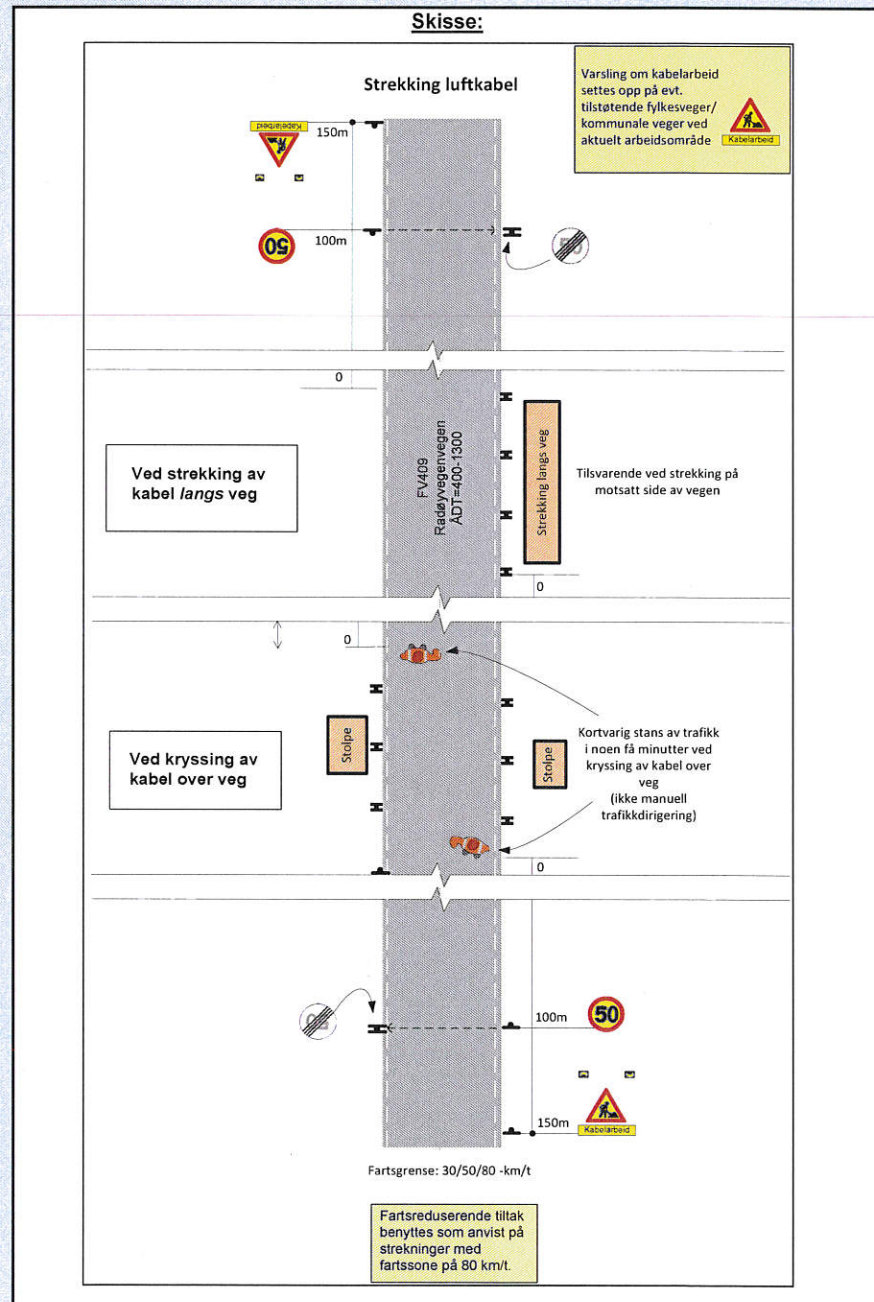 Skisse:
Strekking luftkabel
Varsling om kabelarbeid
settes opp på evt.
tilstøtende fylkesveger/
kommunale veger ved
aktuelt arbeidsområde
Kabelarbeid
Kabelarbeid
150m
50
100m
50
0
Ved strekking av
kabel langs veg
FV409
Radøyvegenvegen
ÅDT=400-1300
Strekking langs veg
Tilsvarende ved strekking på
motsatt side av vegen
0
0
Ved kryssing av
kabel over veg
Stolpe
Stolpe
Kortvarig stans av trafikk
i noen få minutter ved
kryssing av kabel over
veg
(ikke manuell
trafikkdirigering)
0
100m
50
150m
Kabelarbeid
Fartsgrense: 30/50/80 -km/t
Fartsreduserende tiltak
benyttes som anvist på
strekninger med
fartssone på 80 km/t.